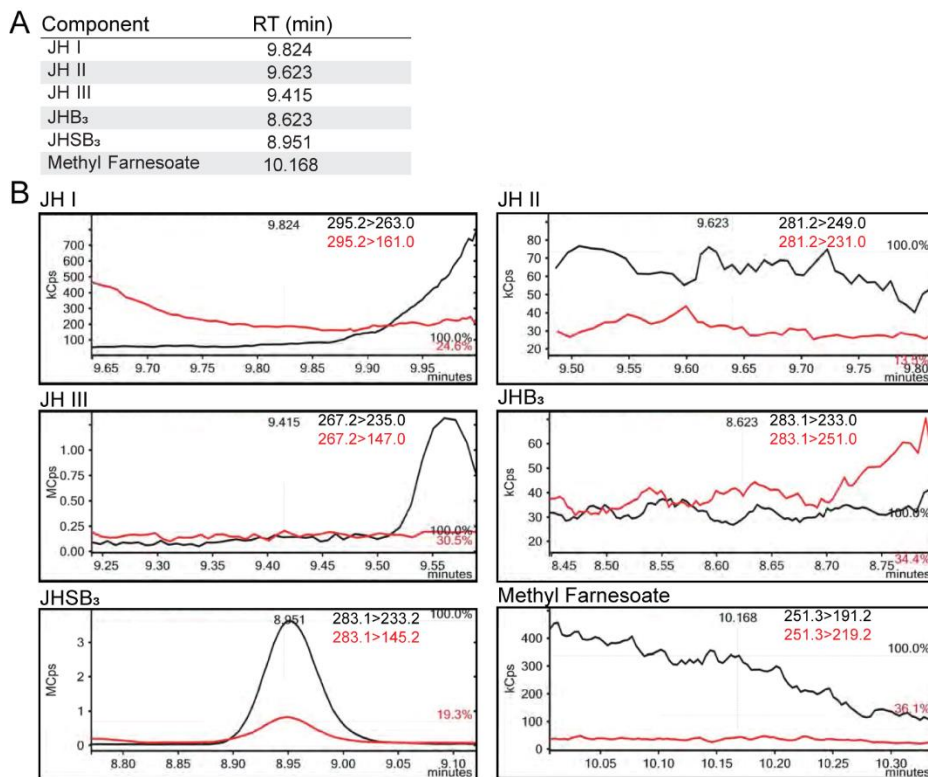 A
Component RT (min)
JH I 9.824
JH II 9.623
JH III 9.415
JHB₃ 8.623
JHSB₃ 8.951
Methyl Farnesoate 10.168
B
JH I
9.824 295.2>263.0
295.2>161.0
kCps
700
600
500
400
300
200
100
100.0%
24.6%
9.65 9.70 9.75 9.80 9.85 9.90 9.95
minutes
JH II
9.623 281.2>249.0
281.2>231.0
100.0%
kCps
80
70
60
50
40
30
20
13.5%
9.50 9.55 9.60 9.65 9.70 9.75 9.80
minutes
JH III
9.415 267.2>235.0
267.2>147.0
MCps
1.00
0.75
0.50
0.25
0.00
100.0%
30.5%
9.25 9.30 9.35 9.40 9.45 9.50 9.55
minutes
JHB₃
8.623 283.1>233.0
283.1>251.0
kCps
60
50
40
30
20
100.0%
34.4%
8.45 8.50 8.55 8.60 8.65 8.70 8.75
minutes
JHSB₃
8.951 283.1>233.2
283.1>145.2
100.0%
MCps
3
2
1
0
19.3%
8.80 8.85 8.90 8.95 9.00 9.05 9.10
minutes
Methyl Farnesoate
10.168 251.3>191.2
251.3>219.2
100.0%
kCps
400
300
200
100
0
36.1%
10.05 10.10 10.15 10.20 10.25 10.30
minutes